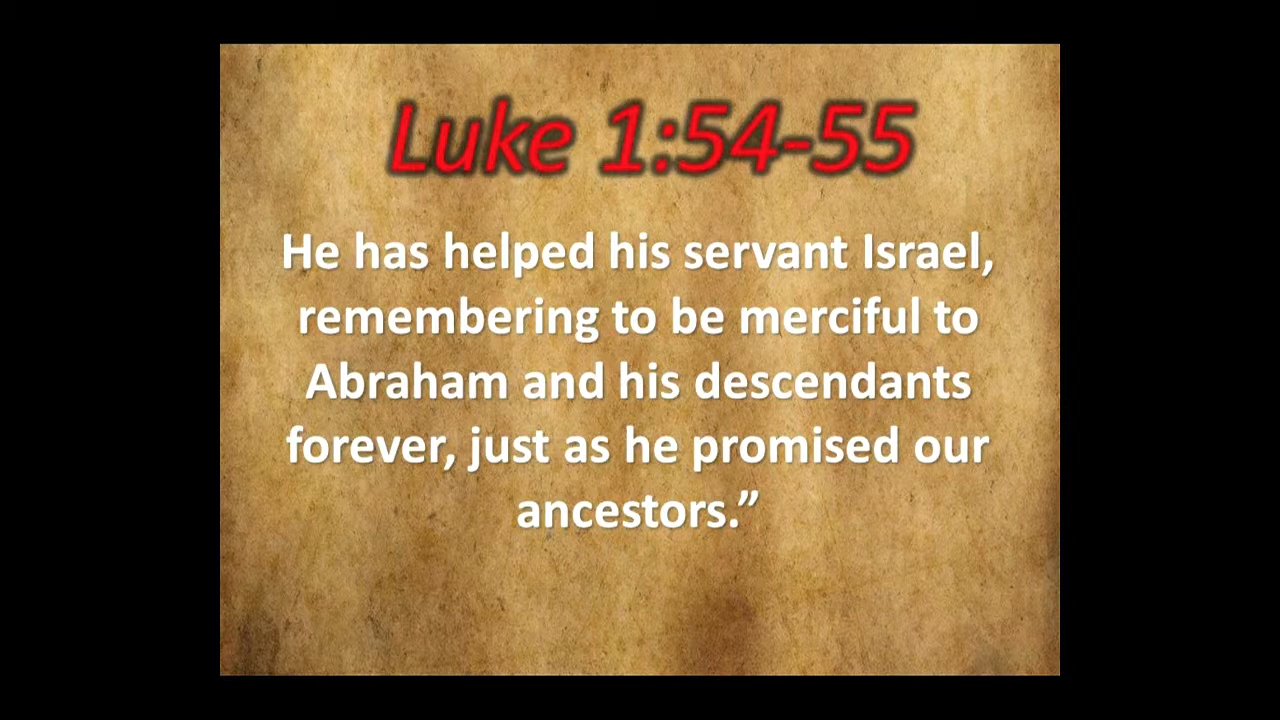 Luke 1:54-55
He has helped his servant Israel,
remembering to be merciful to
Abraham and his descendants
forever, just as he promised our
ancestors.”